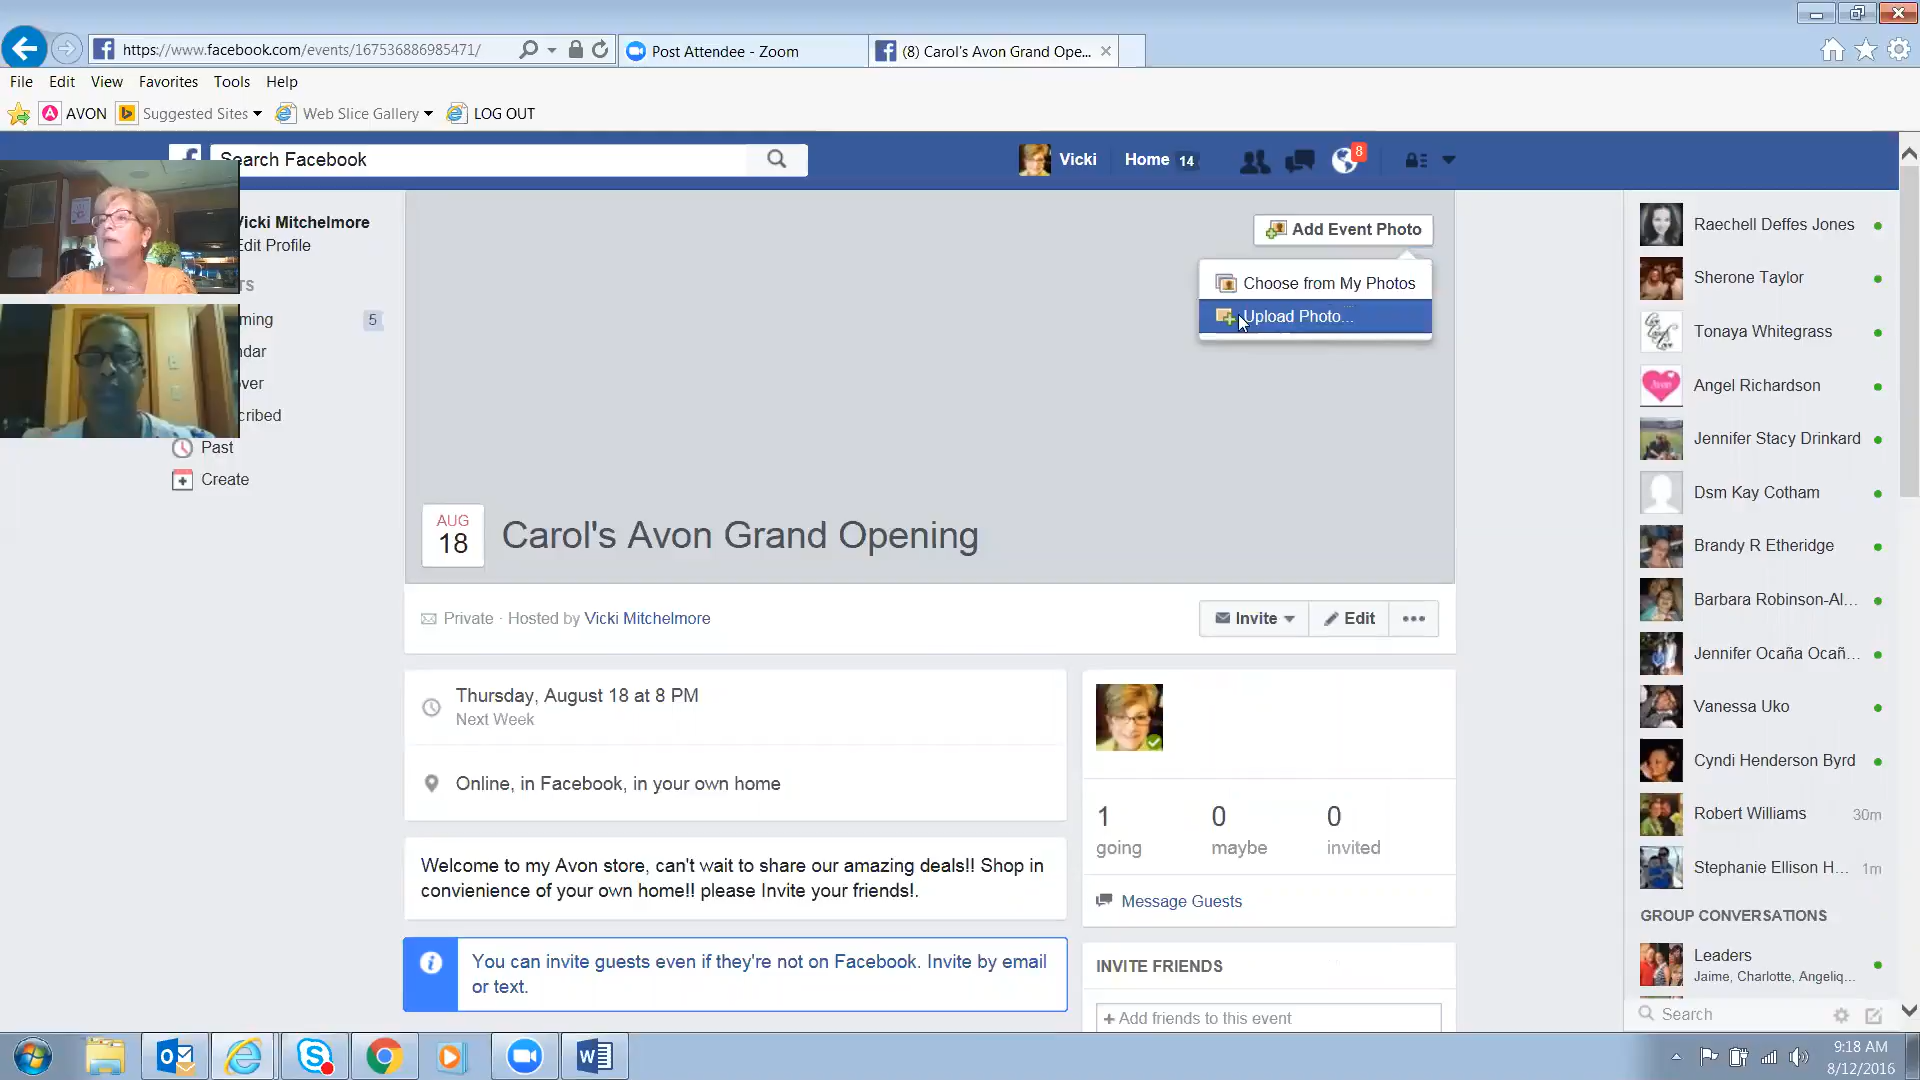 https://www.facebook.com/events/167536886985471/
Post Attendee - Zoom
(8) Carol's Avon Grand Ope...
File Edit View Favorites Tools Help
AVON Suggested Sites Web Slice Gallery LOG OUT
Search Facebook
Vicki
Home 14
8
Vicki Mitchelmore
Edit Profile
TS
ming 5
ndar
over
cribed
Past
Create
Add Event Photo
Choose from My Photos
Upload Photo...
AUG
18
Carol's Avon Grand Opening
Private · Hosted by Vicki Mitchelmore
Invite
Edit
Thursday, August 18 at 8 PM
Next Week
Online, in Facebook, in your own home
Welcome to my Avon store, can't wait to share our amazing deals!! Shop in
convienience of your own home!! please Invite your friends!.
You can invite guests even if they're not on Facebook. Invite by email
or text.
1 0 0
going maybe invited
Message Guests
INVITE FRIENDS
+ Add friends to this event
Raechell Deffes Jones
Sherone Taylor
Tonaya Whitegrass
Angel Richardson
Jennifer Stacy Drinkard
Dsm Kay Cotham
Brandy R Etheridge
Barbara Robinson-Al...
Jennifer Ocaña Ocañ...
Vanessa Uko
Cyndi Henderson Byrd
Robert Williams 30m
Stephanie Ellison H... 1m
GROUP CONVERSATIONS
Leaders
Jaime, Charlotte, Angeliq...
Search
9:18 AM
8/12/2016